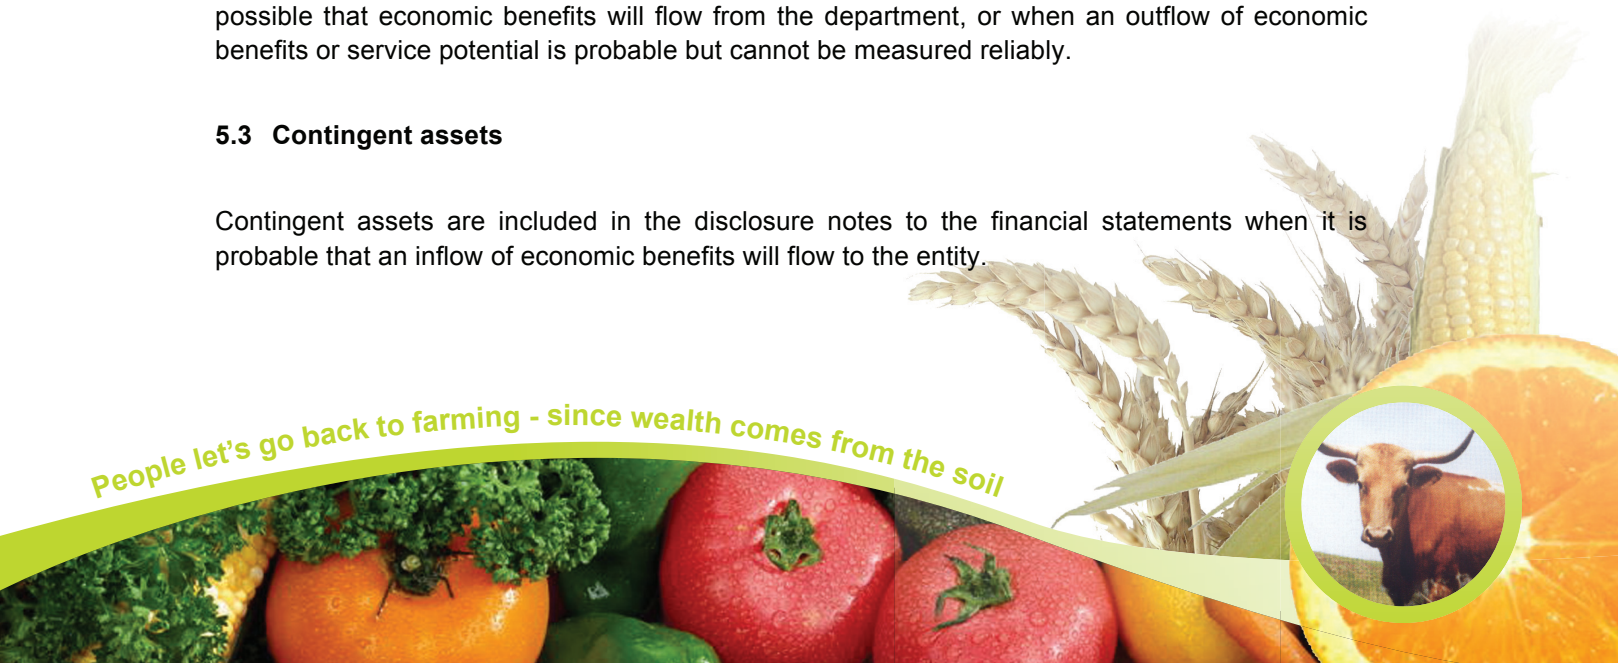 possible that economic benefits will flow from the department, or when an outflow of economic
benefits or service potential is probable but cannot be measured reliably.
5.3 Contingent assets
Contingent assets are included in the disclosure notes to the financial statements when it is
probable that an inflow of economic benefits will flow to the entity.
People let’s go back to farming - since wealth comes from the soil